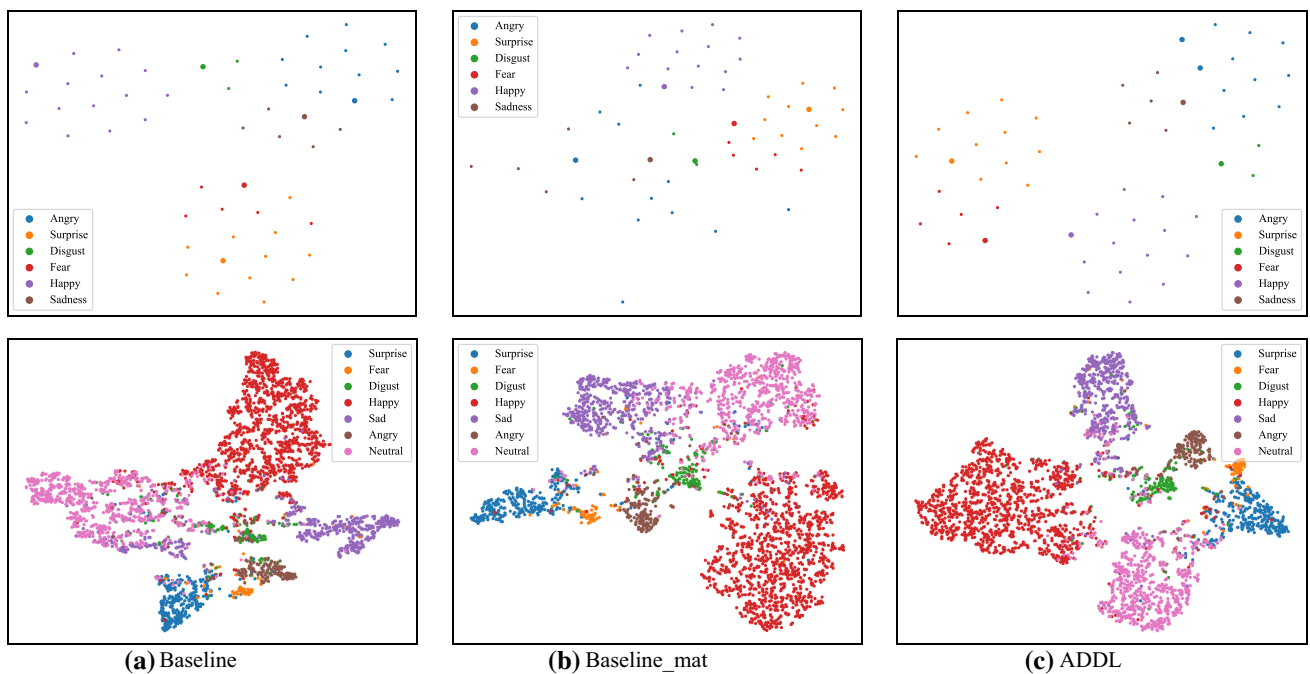 Angry
Surprise
Disgust
Fear
Happy
Sadness
Angry
Surprise
Disgust
Fear
Happy
Sadness
Angry
Surprise
Disgust
Fear
Happy
Sadness
Surprise
Fear
Digust
Happy
Sad
Angry
Neutral
Surprise
Fear
Digust
Happy
Sad
Angry
Neutral
Surprise
Fear
Digust
Happy
Sad
Angry
Neutral
(a) Baseline
(b) Baseline_mat
(c) ADDL